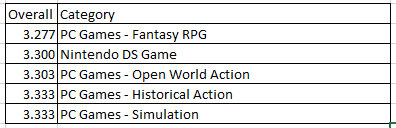 Overall Category
3.277 PC Games - Fantasy RPG
3.300 Nintendo DS Game
3.303 PC Games - Open World Action
3.333 PC Games - Historical Action
3.333 PC Games - Simulation